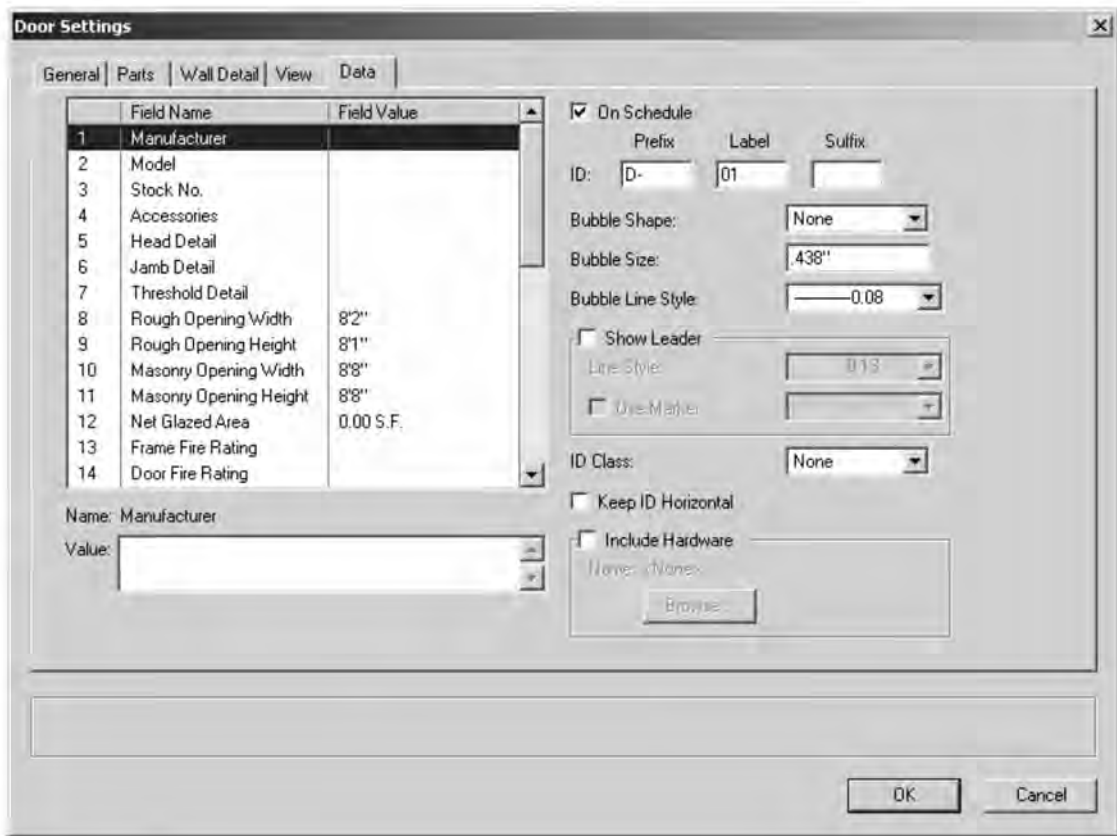 Door Settings
General Parts Wall Detail View Data
Field Name Field Value
1 Manufacturer
2 Model
3 Stock No.
4 Accessories
5 Head Detail
6 Jamb Detail
7 Threshold Detail
8 Rough Opening Width 8'2"
9 Rough Opening Height 8'1"
10 Masonry Opening Width 8'8"
11 Masonry Opening Height 8'8"
12 Net Glazed Area 0.00 S.F.
13 Frame Fire Rating
14 Door Fire Rating
Name: Manufacturer
Value:
On Schedule
Prefix Label Suffix
ID: D- 01
Bubble Shape: None
Bubble Size: .438"
Bubble Line Style: 0.08
Show Leader
Line Style: 0.13
Use Marker
ID Class: None
Keep ID Horizontal
Include Hardware
Name: <None>
Browse...
OK Cancel